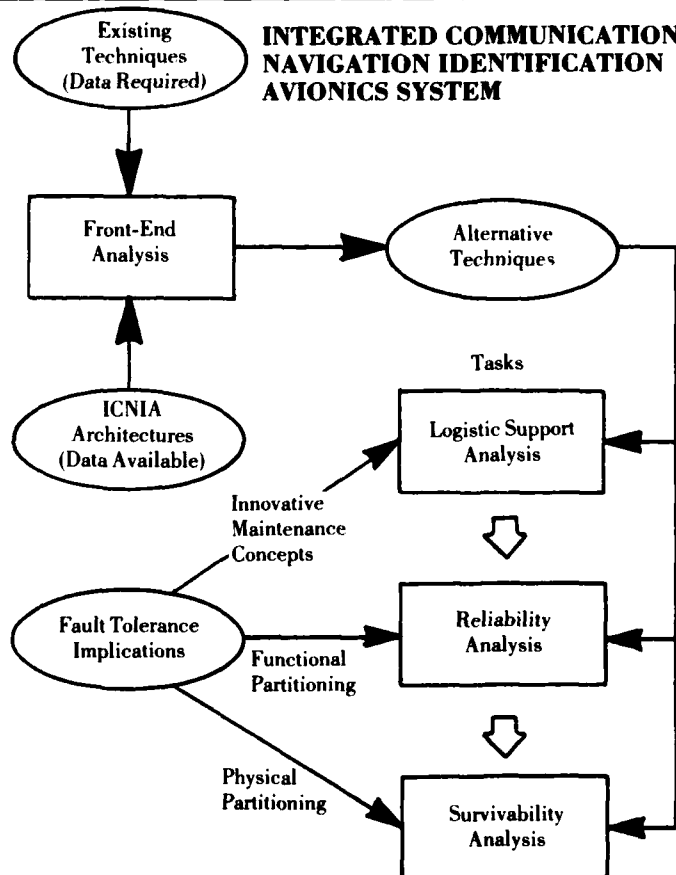 Existing
Techniques
(Data Required)
INTEGRATED COMMUNICATION
NAVIGATION IDENTIFICATION
AVIONICS SYSTEM
Front-End
Analysis
Alternative
Techniques
ICNIA
Architectures
(Data Available)
Tasks
Logistic Support
Analysis
Innovative
Maintenance
Concepts
Fault Tolerance
Implications
Functional
Partitioning
Reliability
Analysis
Physical
Partitioning
Survivability
Analysis